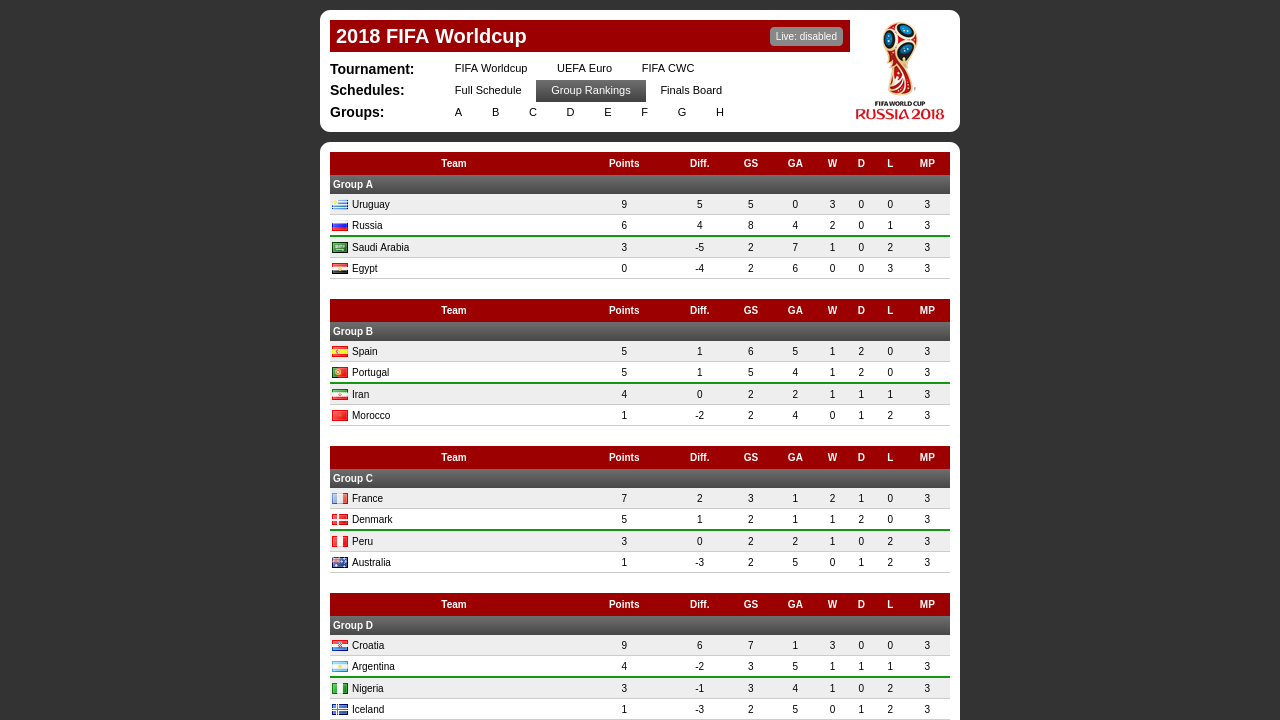 2018 FIFA Worldcup Live: disabled
Tournament: FIFA Worldcup UEFA Euro FIFA CWC
Schedules: Full Schedule Group Rankings Finals Board
Groups: A B C D E F G H
FIFA WORLD CUP
RUSSIA 2018
Team Points Diff. GS GA W D L MP
Group A
Uruguay 9 5 5 0 3 0 0 3
Russia 6 4 8 4 2 0 1 3
Saudi Arabia 3 -5 2 7 1 0 2 3
Egypt 0 -4 2 6 0 0 3 3
Team Points Diff. GS GA W D L MP
Group B
Spain 5 1 6 5 1 2 0 3
Portugal 5 1 5 4 1 2 0 3
Iran 4 0 2 2 1 1 1 3
Morocco 1 -2 2 4 0 1 2 3
Team Points Diff. GS GA W D L MP
Group C
France 7 2 3 1 2 1 0 3
Denmark 5 1 2 1 1 2 0 3
Peru 3 0 2 2 1 0 2 3
Australia 1 -3 2 5 0 1 2 3
Team Points Diff. GS GA W D L MP
Group D
Croatia 9 6 7 1 3 0 0 3
Argentina 4 -2 3 5 1 1 1 3
Nigeria 3 -1 3 4 1 0 2 3
Iceland 1 -3 2 5 0 1 2 3